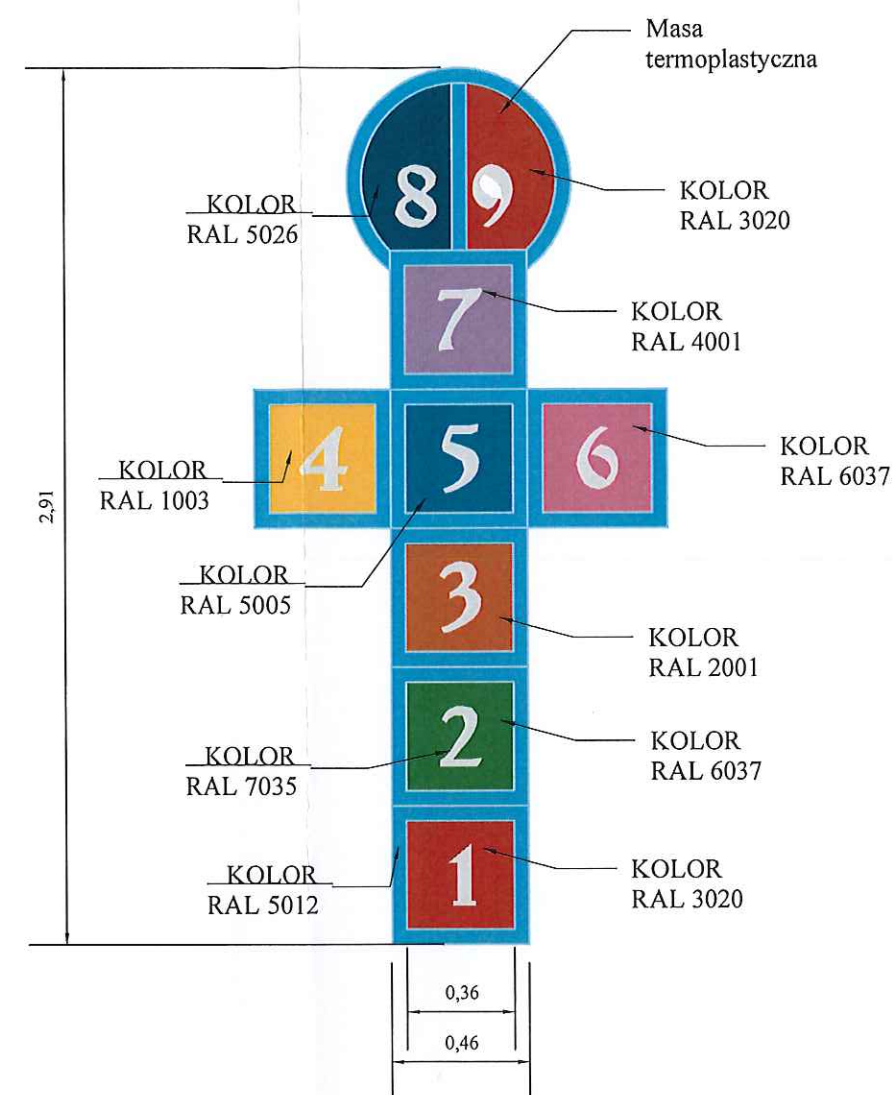 Masa
termoplastyczna
8 9
KOLOR
RAL 5026
KOLOR
RAL 3020
7
KOLOR
RAL 4001
4 5 6
KOLOR
RAL 1003
KOLOR
RAL 6037
2,91
KOLOR
RAL 5005
3
KOLOR
RAL 2001
2
KOLOR
RAL 7035
KOLOR
RAL 6037
1
KOLOR
RAL 5012
KOLOR
RAL 3020
0,36
0,46